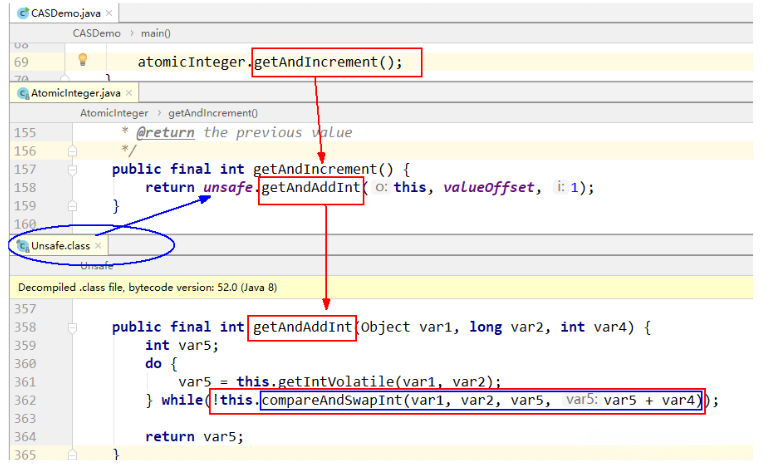 CASDemo.java ×
CASDemo › main()
68
69 atomicInteger.getAndIncrement();
70 }
AtomicInteger.java ×
AtomicInteger › getAndIncrement()
155 * @return the previous value
156 */
157 public final int getAndIncrement() {
158 return unsafe.getAndAddInt( o: this, valueOffset, i: 1);
159 }
160
Unsafe.class ×
Unsafe
Decompiled .class file, bytecode version: 52.0 (Java 8)
357
358 public final int getAndAddInt(Object var1, long var2, int var4) {
359 int var5;
360 do {
361 var5 = this.getIntVolatile(var1, var2);
362 } while(!this.compareAndSwapInt(var1, var2, var5, var5: var5 + var4));
363
364 return var5;
365 }